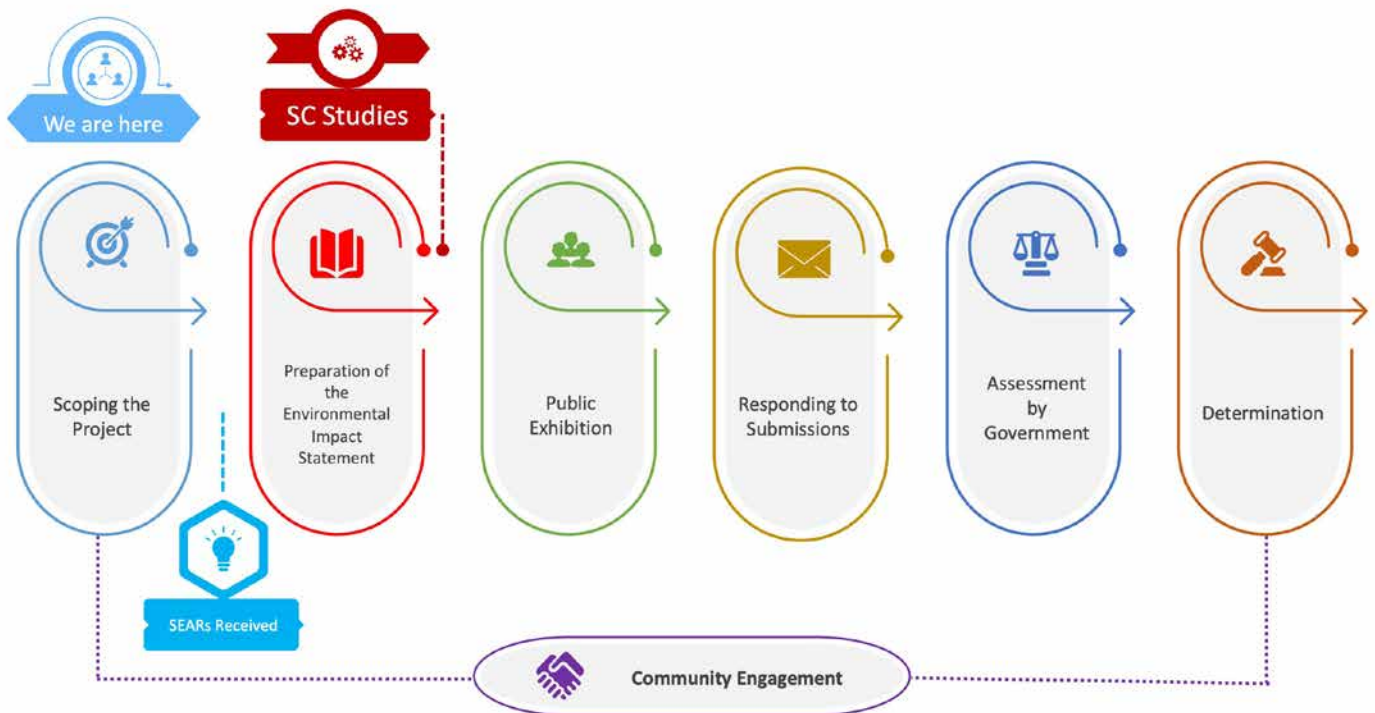 We are here
SC Studies
Scoping the
Project
Preparation of
the
Environmental
Impact
Statement
Public
Exhibition
Responding to
Submissions
Assessment
by
Government
Determination
SEARs Received
Community Engagement